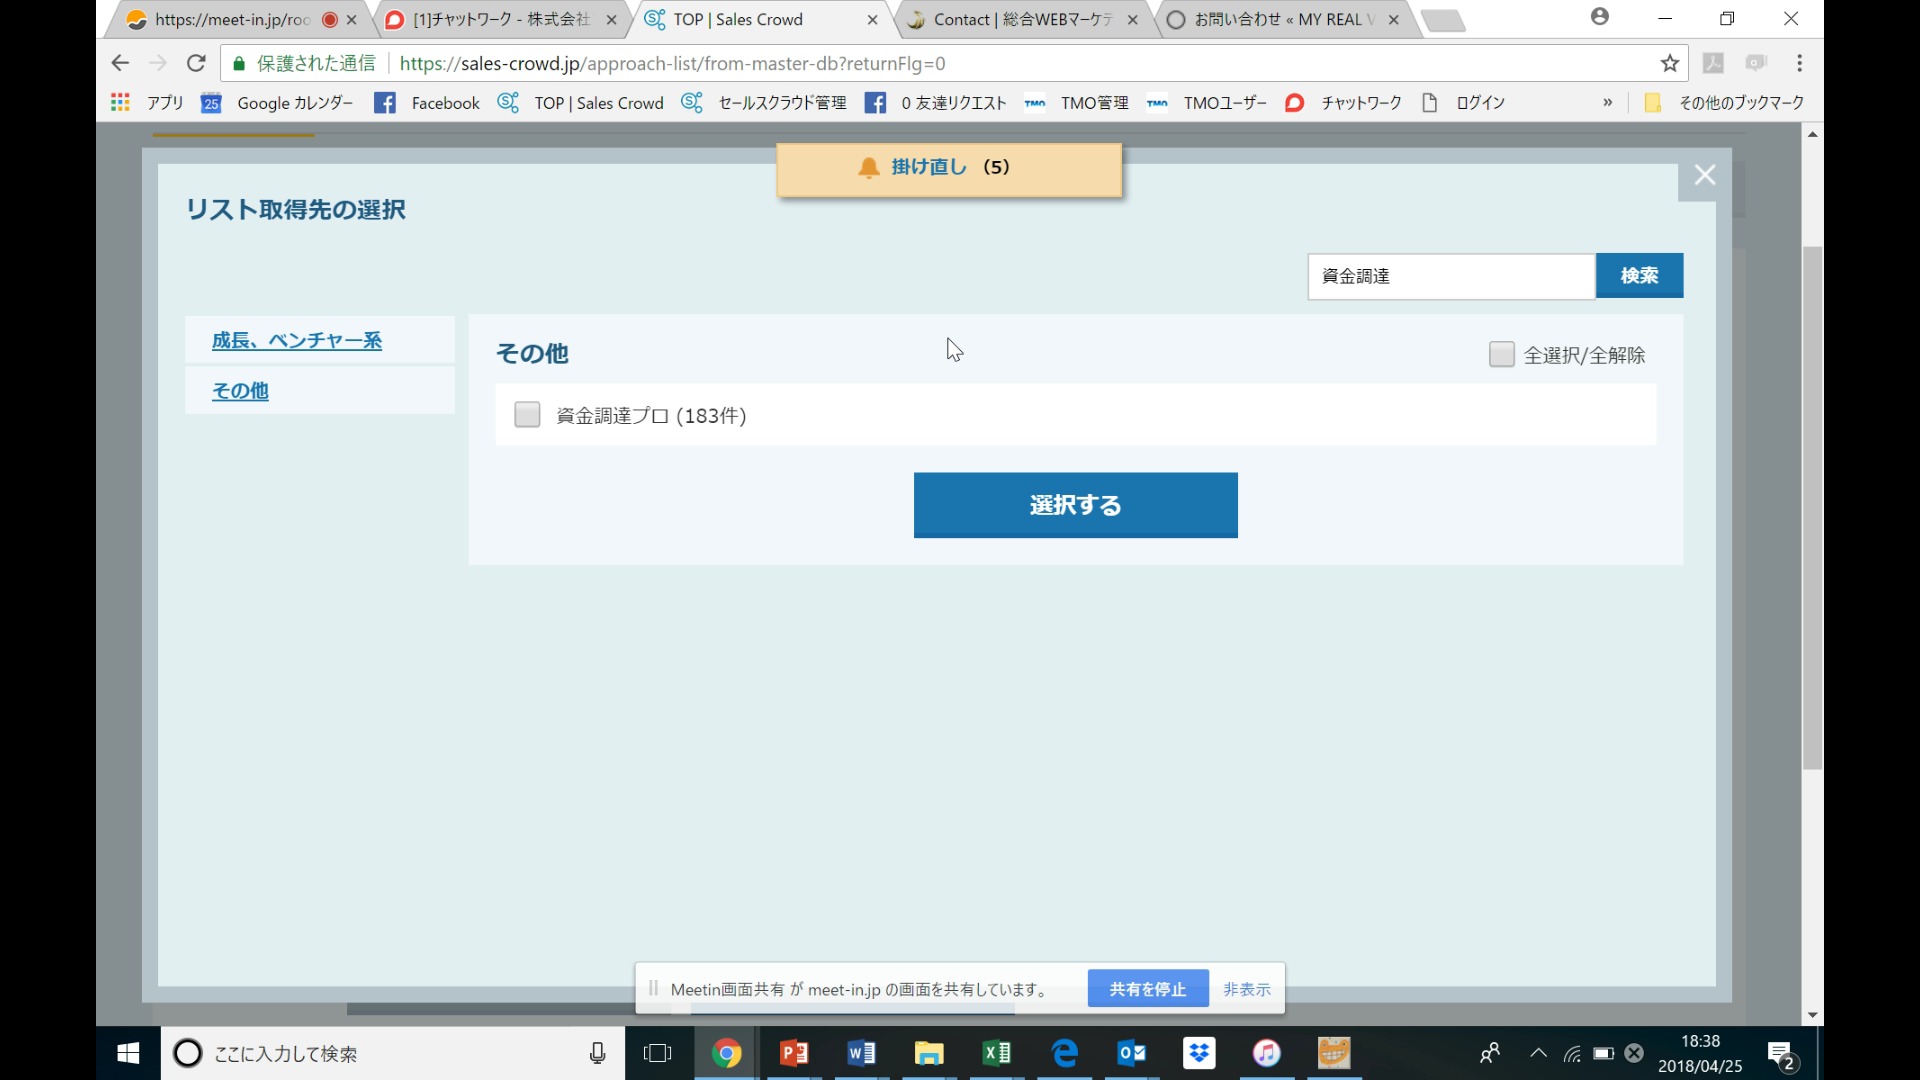 https://meet-in.jp/roo
[1]チャットワーク - 株式会社
TOP | Sales Crowd
Contact | 総合WEBマーケテ
お問い合わせ « MY REAL V
保護された通信
https://sales-crowd.jp/approach-list/from-master-db?returnFlg=0
アプリ
25
Google カレンダー
Facebook
TOP | Sales Crowd
セールスクラウド管理
0 友達リクエスト
TMO
TMO管理
TMO
TMOユーザー
チャットワーク
ログイン
»
その他のブックマーク
掛け直し (5)
リスト取得先の選択
資金調達
検索
成長、ベンチャー系
その他
その他
全選択/全解除
資金調達プロ (183件)
選択する
Meetin画面共有 が meet-in.jp の画面を共有しています。
共有を停止
非表示
ここに入力して検索
18:38
2018/04/25
2